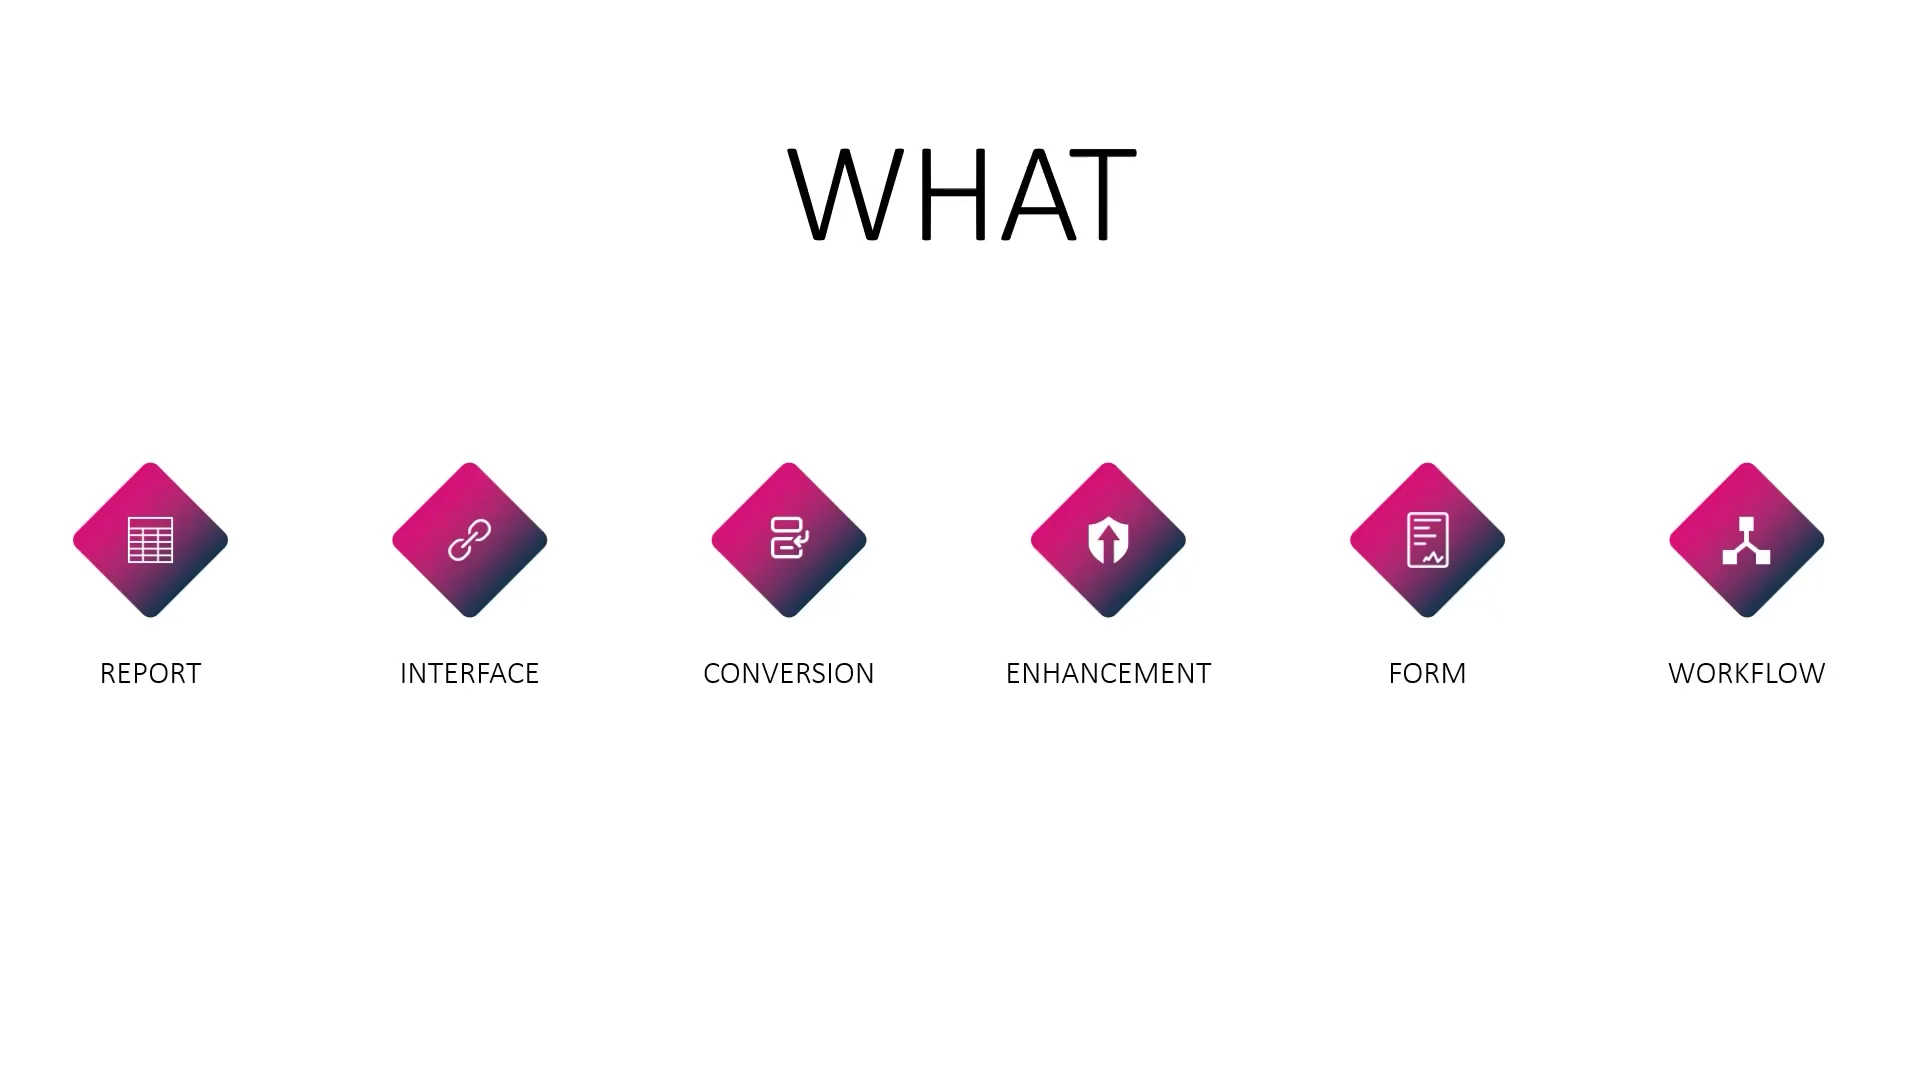 WHAT
REPORT
INTERFACE
CONVERSION
ENHANCEMENT
FORM
WORKFLOW